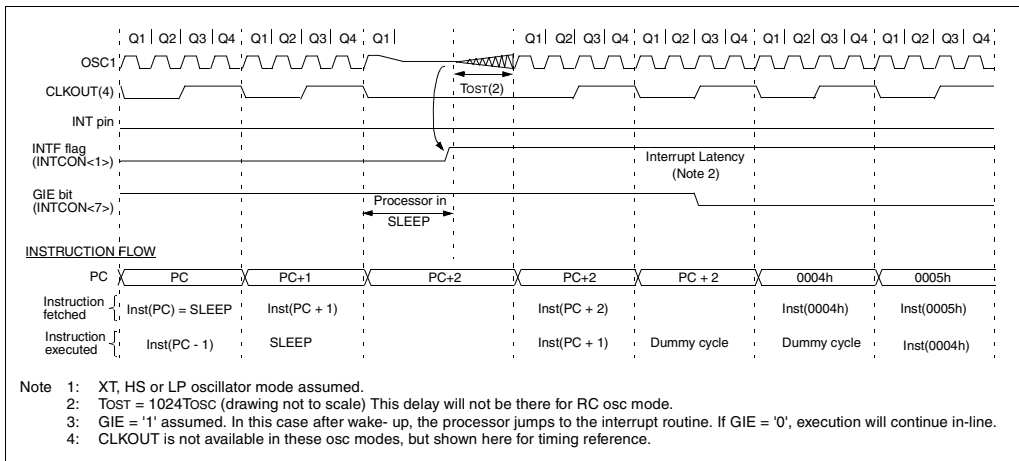 Q1 Q2 Q3 Q4 Q1 Q2 Q3 Q4 Q1 Q1 Q2 Q3 Q4 Q1 Q2 Q3 Q4 Q1 Q2 Q3 Q4 Q1 Q2 Q3 Q4
OSC1
TOST(2)
CLKOUT(4)
INT pin
INTF flag
(INTCON<1>)
Interrupt Latency
(Note 2)
GIE bit
(INTCON<7>)
Processor in
SLEEP
INSTRUCTION FLOW
PC PC PC+1 PC+2 PC+2 PC + 2 0004h 0005h
Instruction
fetched
Inst(PC) = SLEEP Inst(PC + 1) Inst(PC + 2) Inst(0004h) Inst(0005h)
Instruction
executed
Inst(PC - 1) SLEEP Inst(PC + 1) Dummy cycle Dummy cycle Inst(0004h)
Note 1: XT, HS or LP oscillator mode assumed.
2: TOST = 1024TOSC (drawing not to scale) This delay will not be there for RC osc mode.
3: GIE = '1' assumed. In this case after wake- up, the processor jumps to the interrupt routine. If GIE = '0', execution will continue in-line.
4: CLKOUT is not available in these osc modes, but shown here for timing reference.